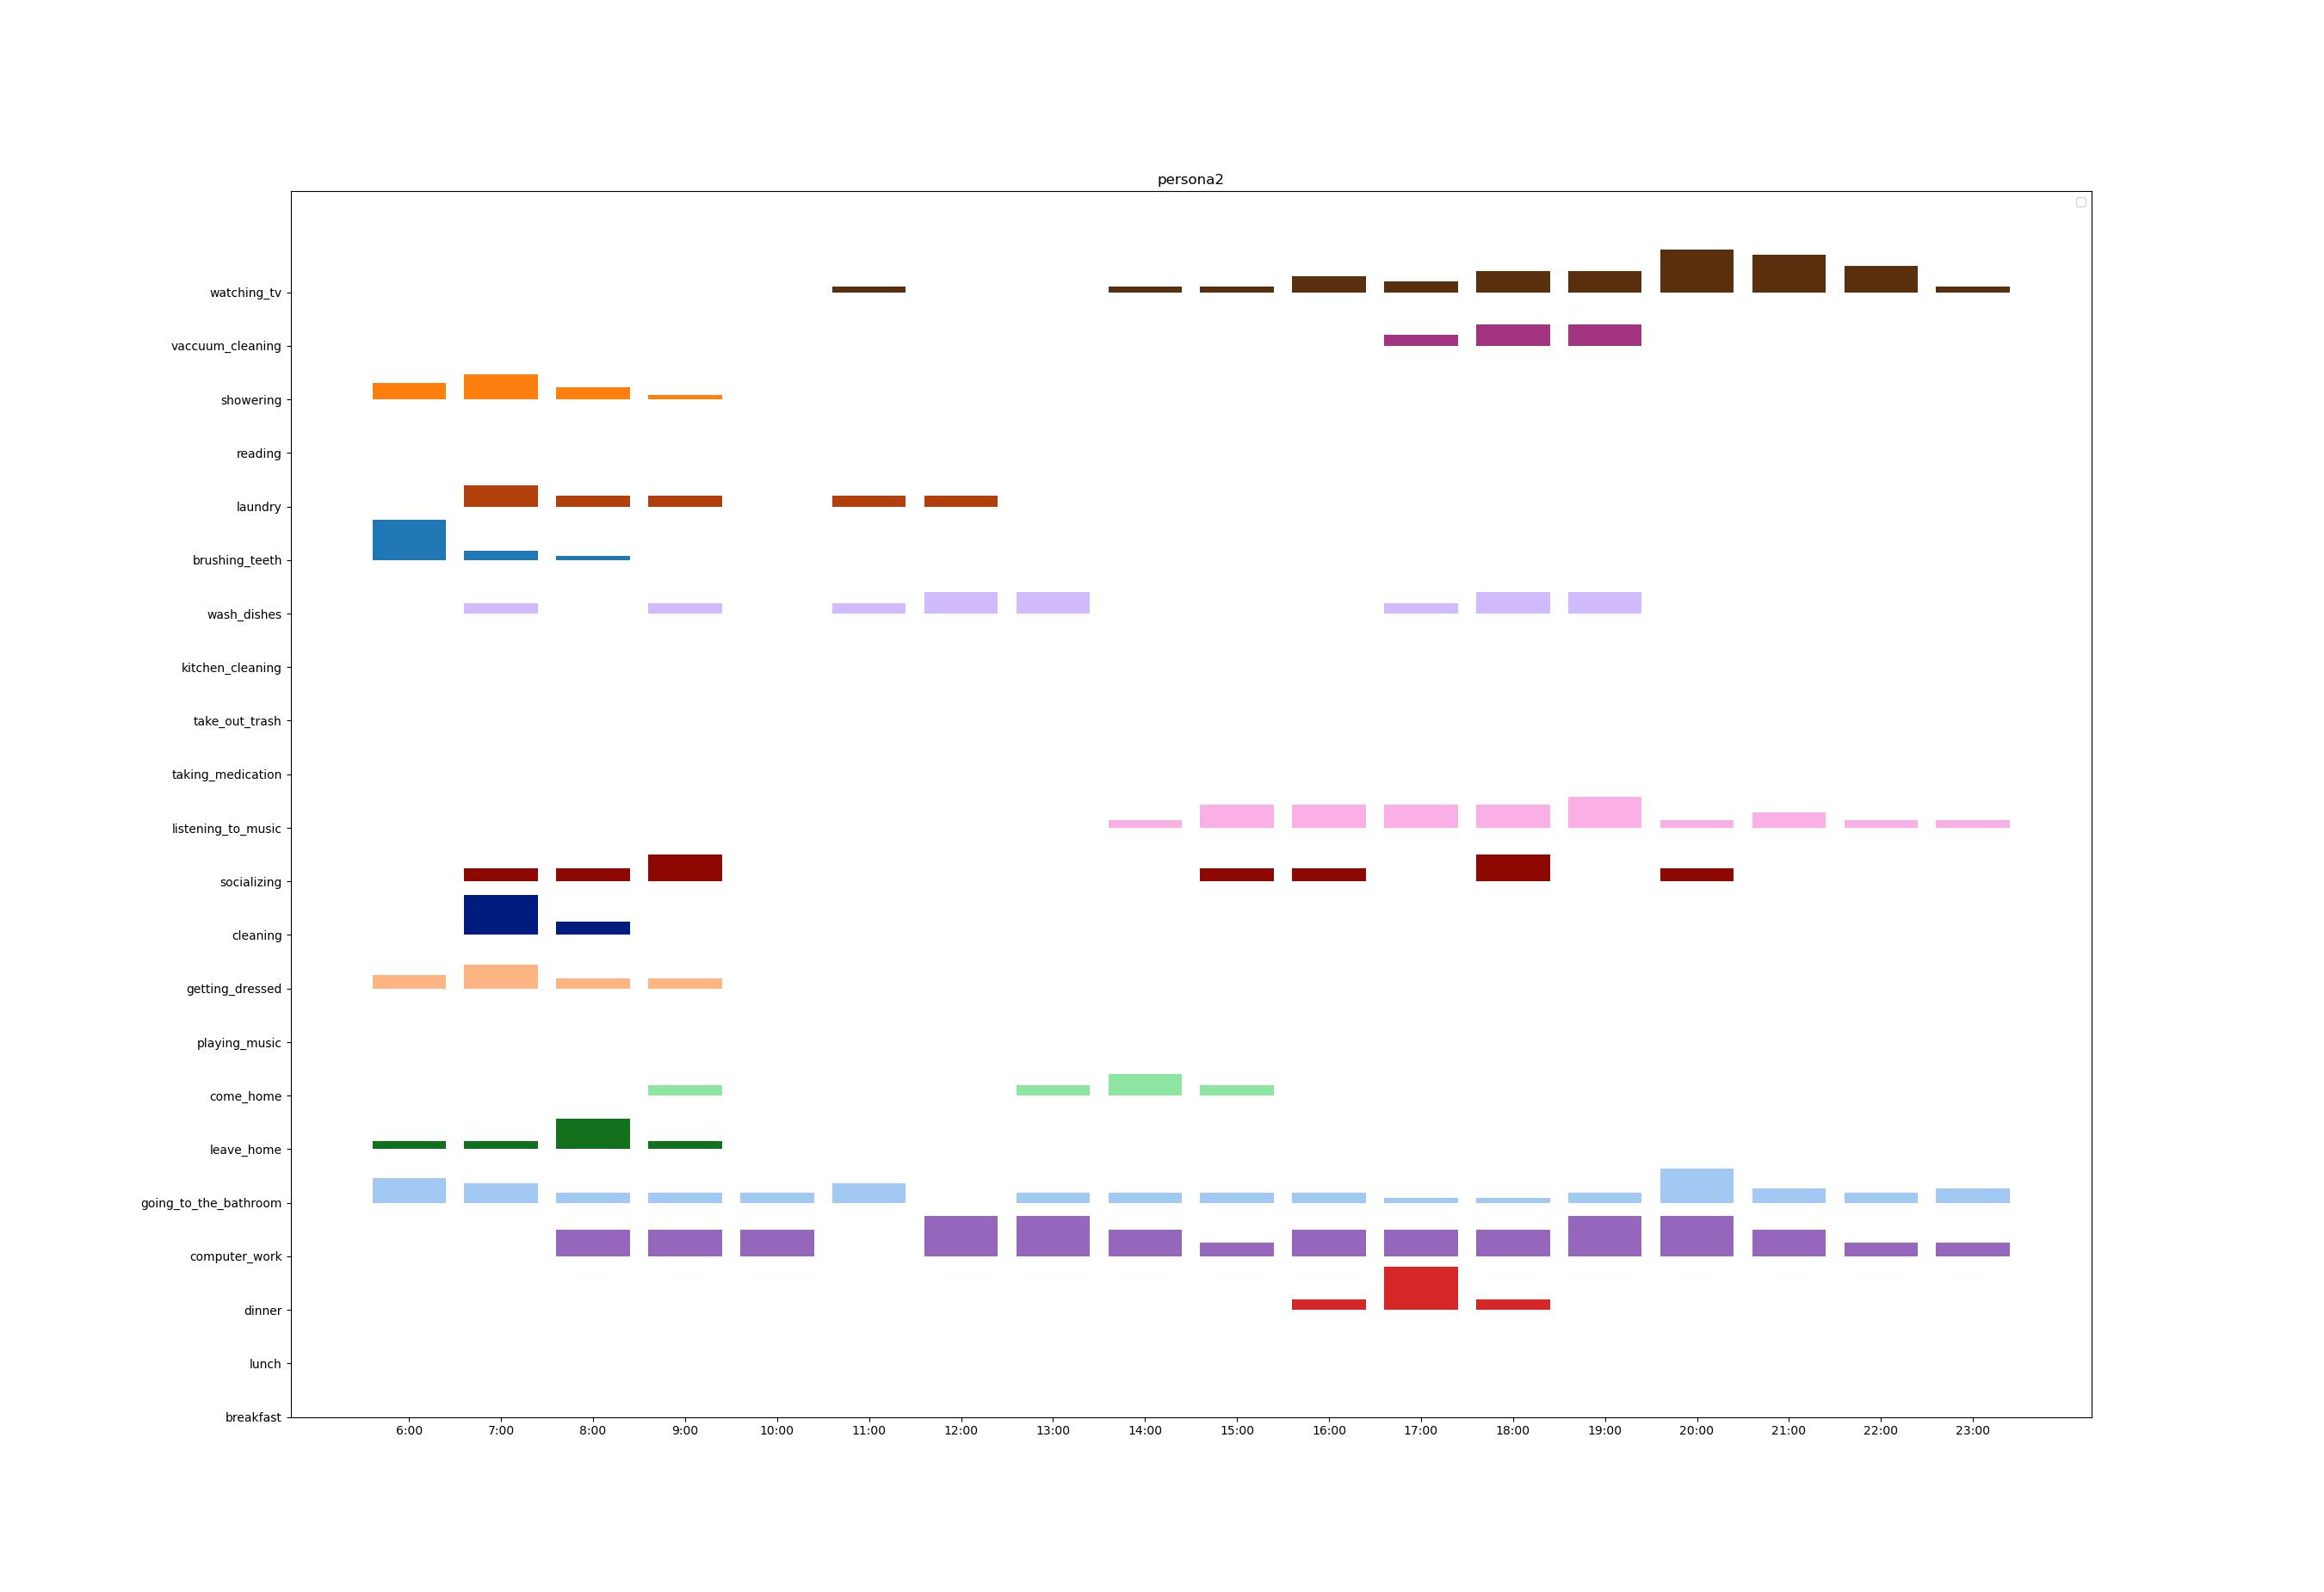 persona2
watching_tv
vaccuum_cleaning
showering
reading
laundry
brushing_teeth
wash_dishes
kitchen_cleaning
take_out_trash
taking_medication
listening_to_music
socializing
cleaning
getting_dressed
playing_music
come_home
leave_home
going_to_the_bathroom
computer_work
dinner
lunch
breakfast
6:00 7:00 8:00 9:00 10:00 11:00 12:00 13:00 14:00 15:00 16:00 17:00 18:00 19:00 20:00 21:00 22:00 23:00